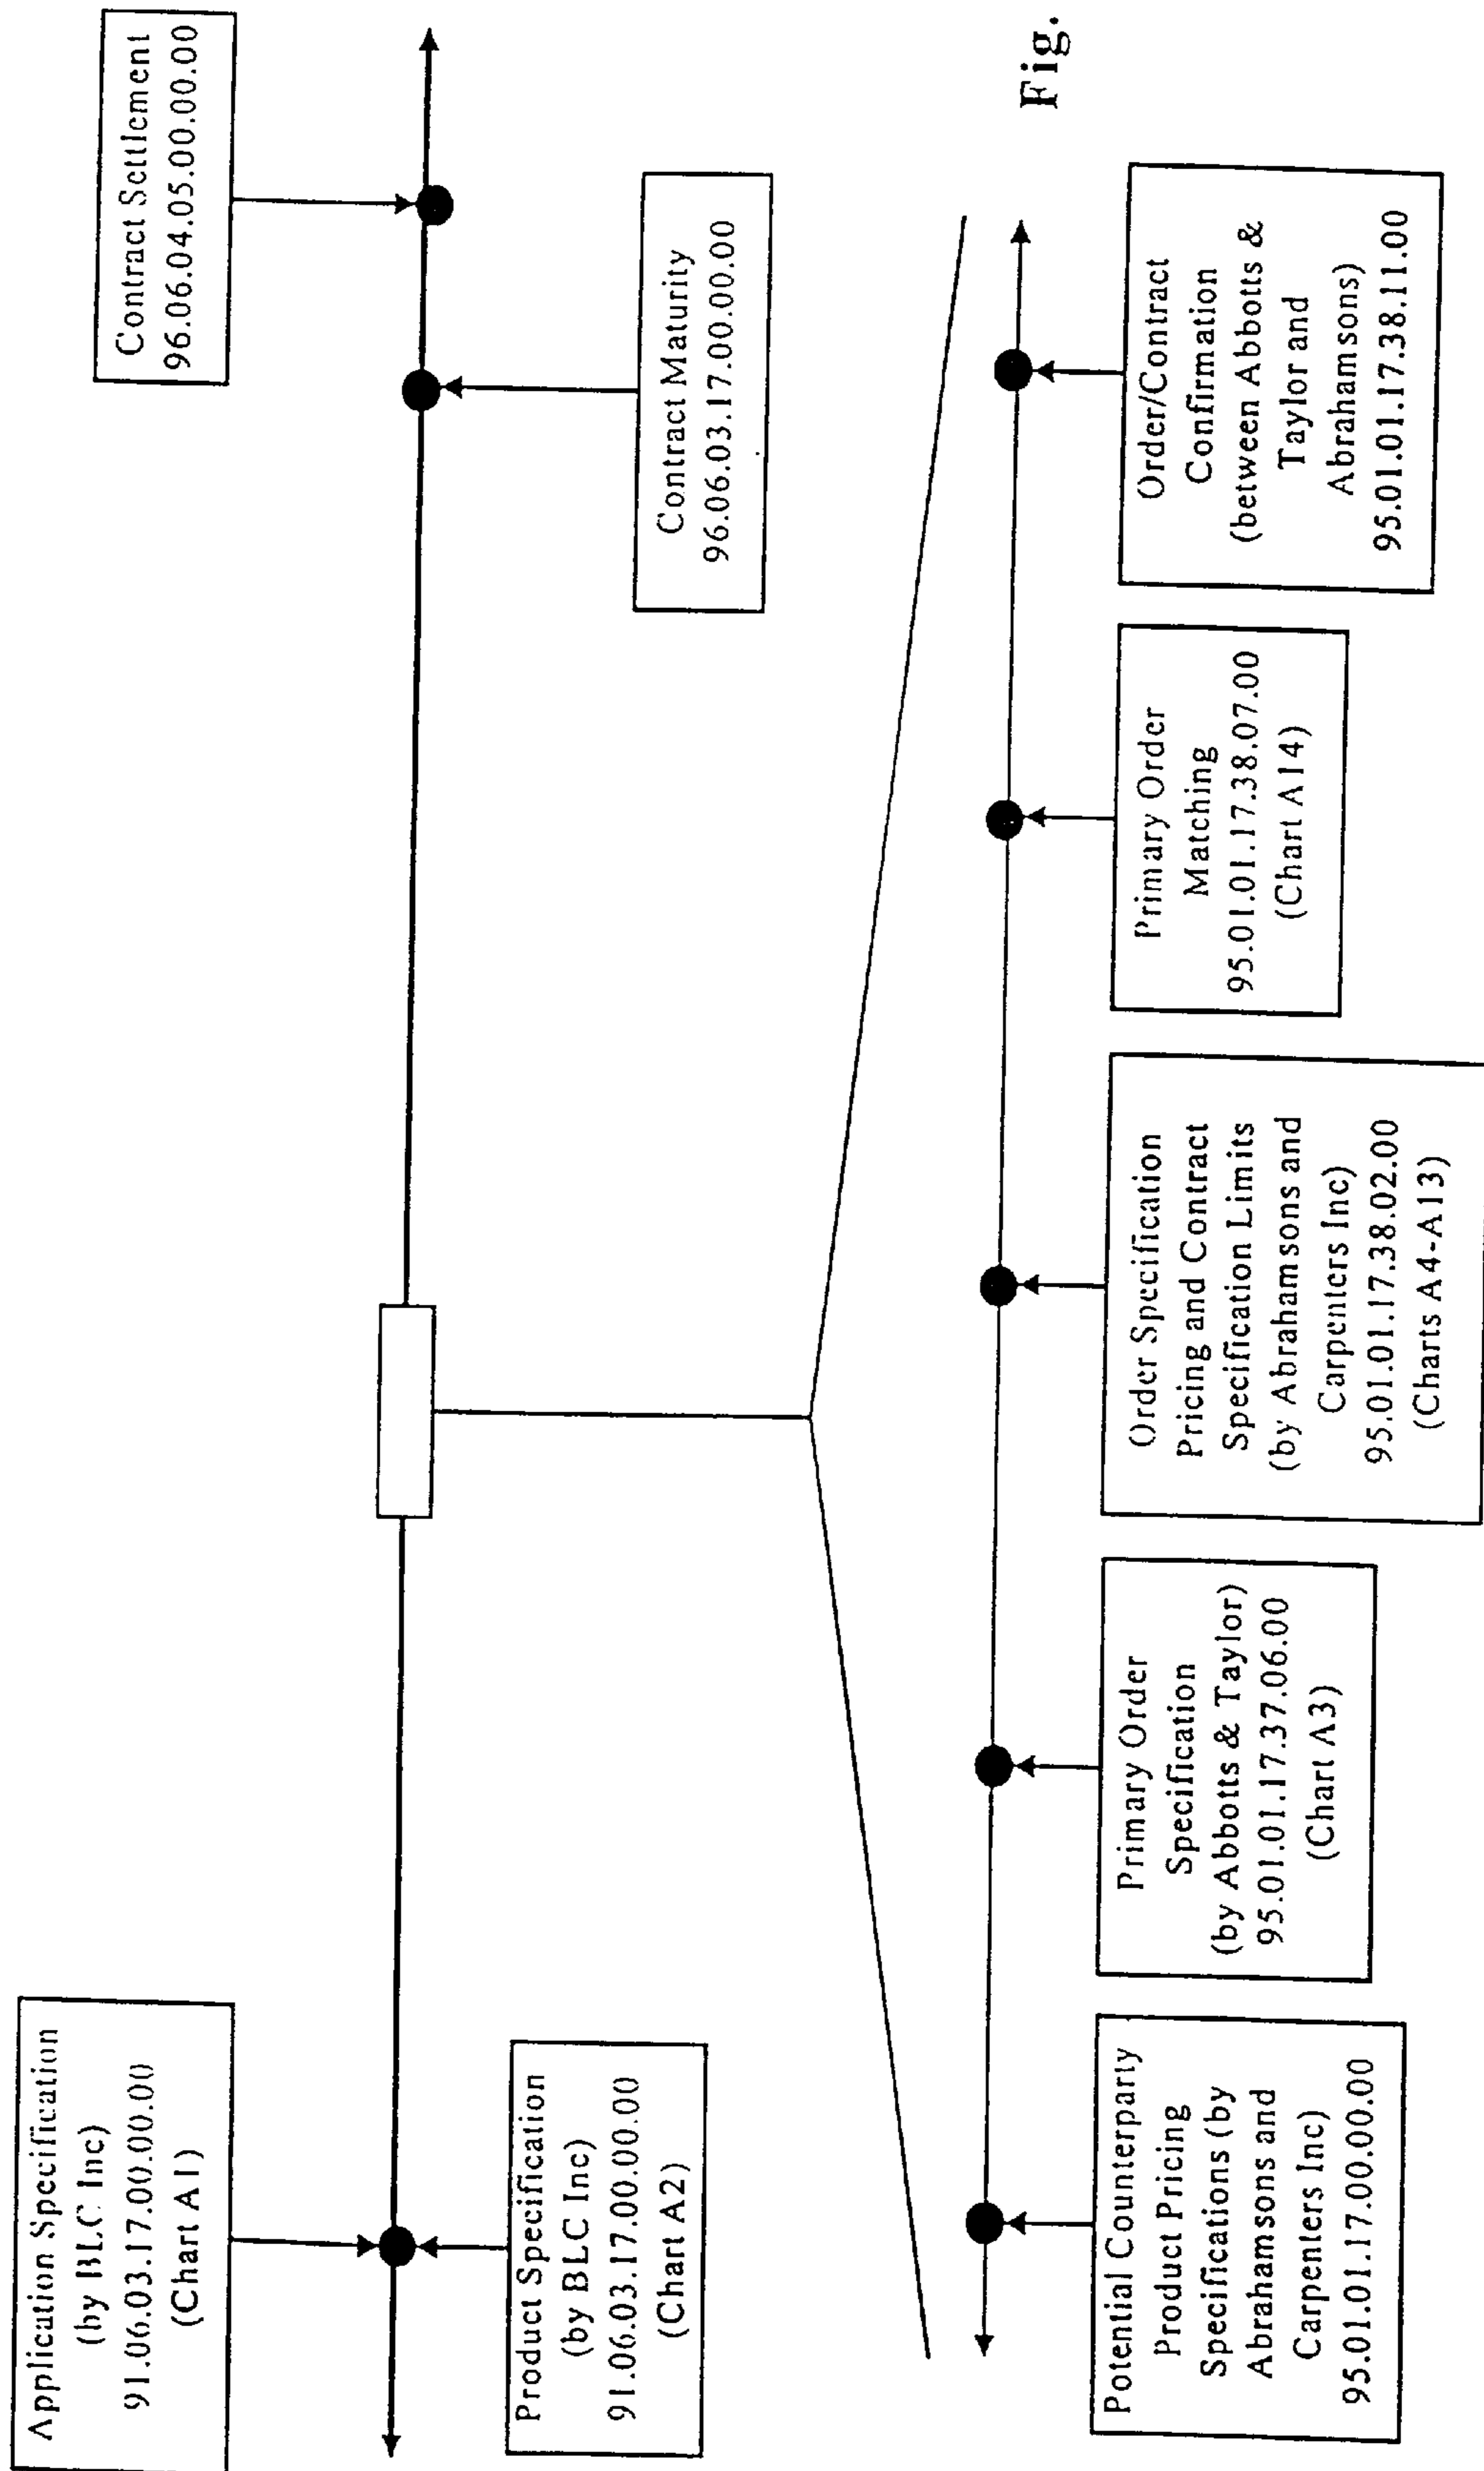 Application Specification
(by BLC Inc)
91.06.03.17.00.00.00
(Chart A1)
Contract Settlement
96.06.04.05.00.00.00
Product Specification
(by BLC Inc)
91.06.03.17.00.00.00
(Chart A2)
Contract Maturity
96.06.03.17.00.00.00
Potential Counterparty
Product Pricing
Specifications (by
Abrahamsons and
Carpenters Inc)
95.01.01.17.00.00.00
Primary Order
Specification
(by Abbotts & Taylor)
95.01.01.17.37.06.00
(Chart A3)
Order Specification
Pricing and Contract
Specification Limits
(by Abrahamsons and
Carpenters Inc)
95.01.01.17.38.02.00
(Charts A4-A13)
Primary Order
Matching
95.01.01.17.38.07.00
(Chart A14)
Order/Contract
Confirmation
(between Abbotts &
Taylor and
Abrahamsons)
95.01.01.17.38.11.00
Fig.